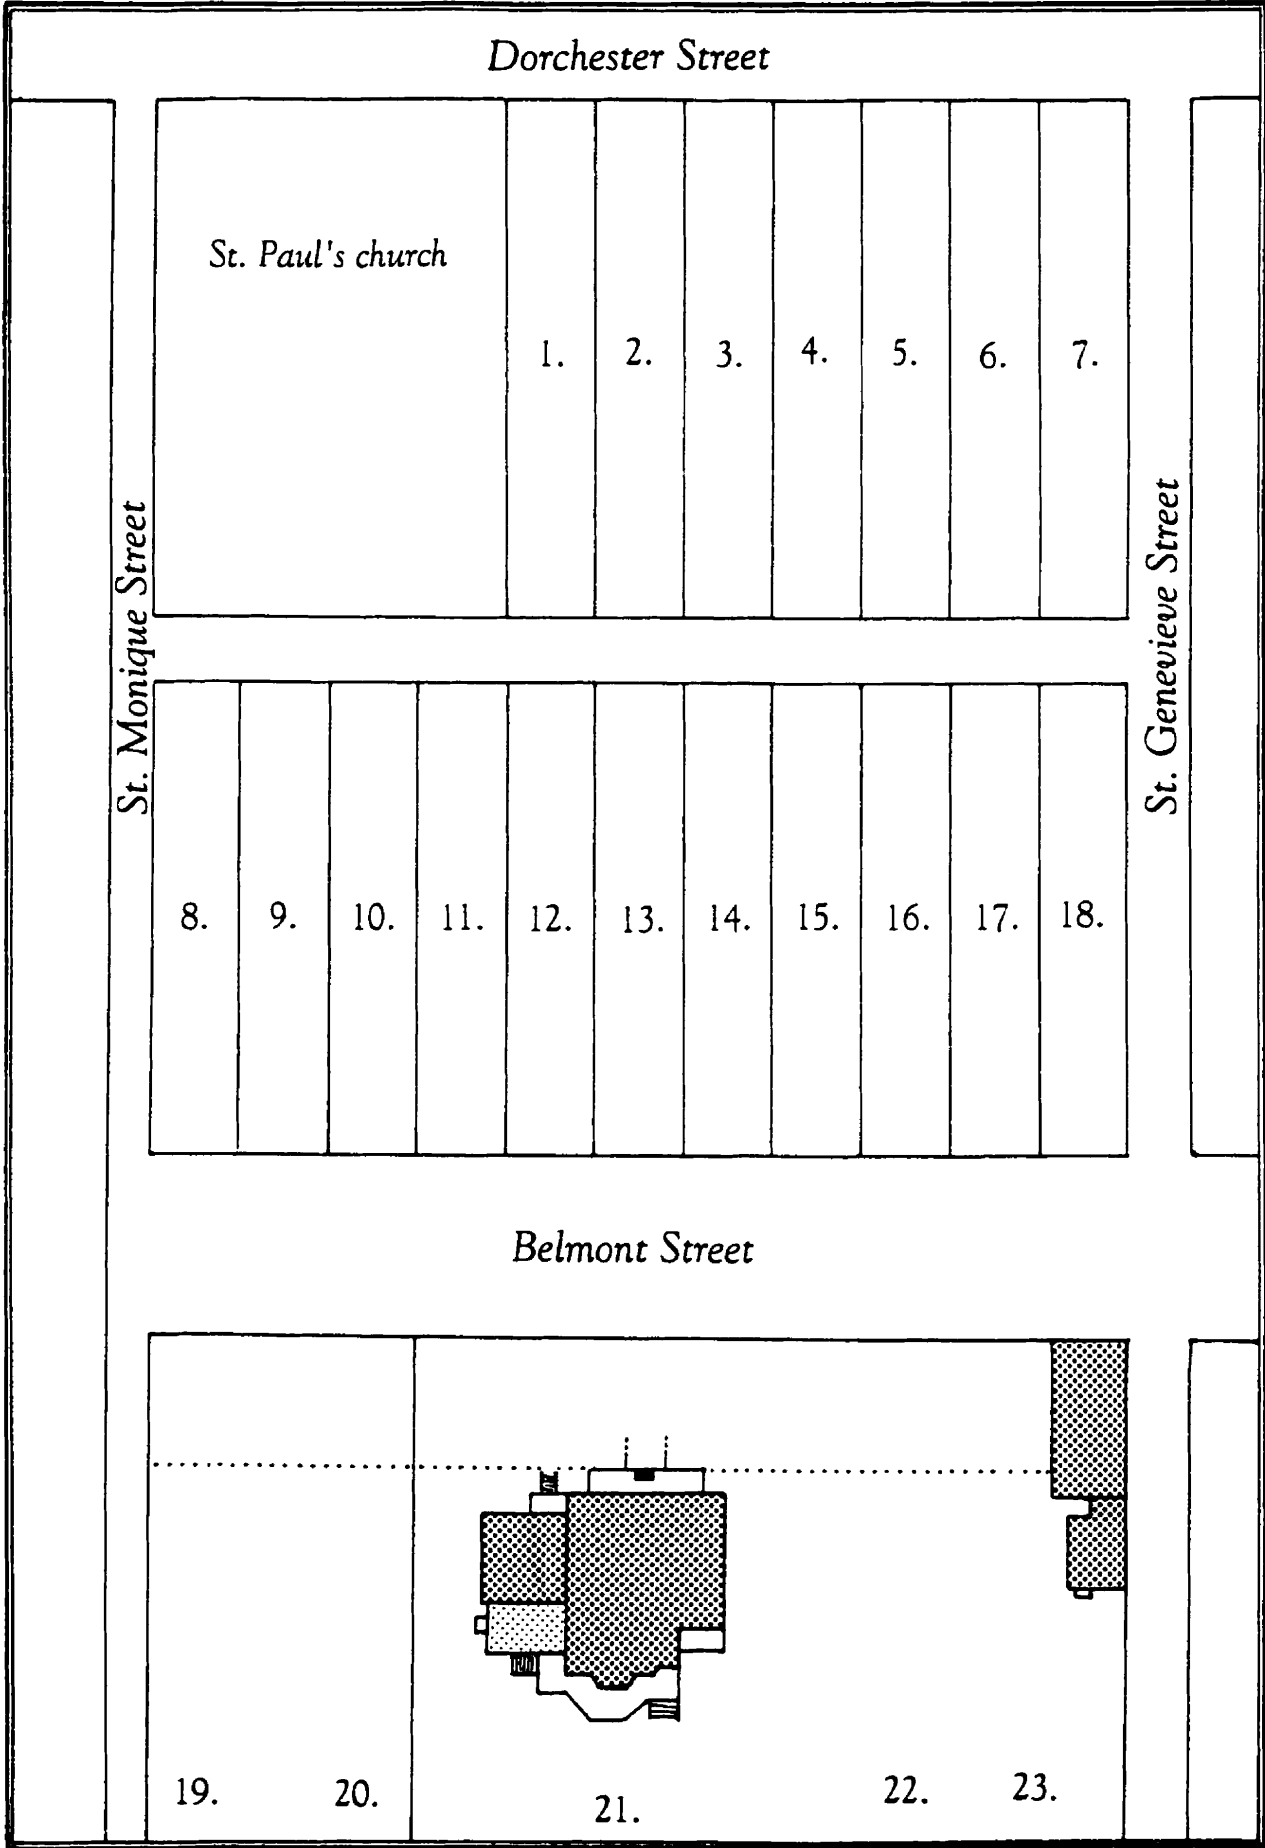 Dorchester Street
St. Paul's church
1. 2. 3. 4. 5. 6. 7.
St. Monique Street
St. Genevieve Street
8. 9. 10. 11. 12. 13. 14. 15. 16. 17. 18.
Belmont Street
19. 20. 21. 22. 23.